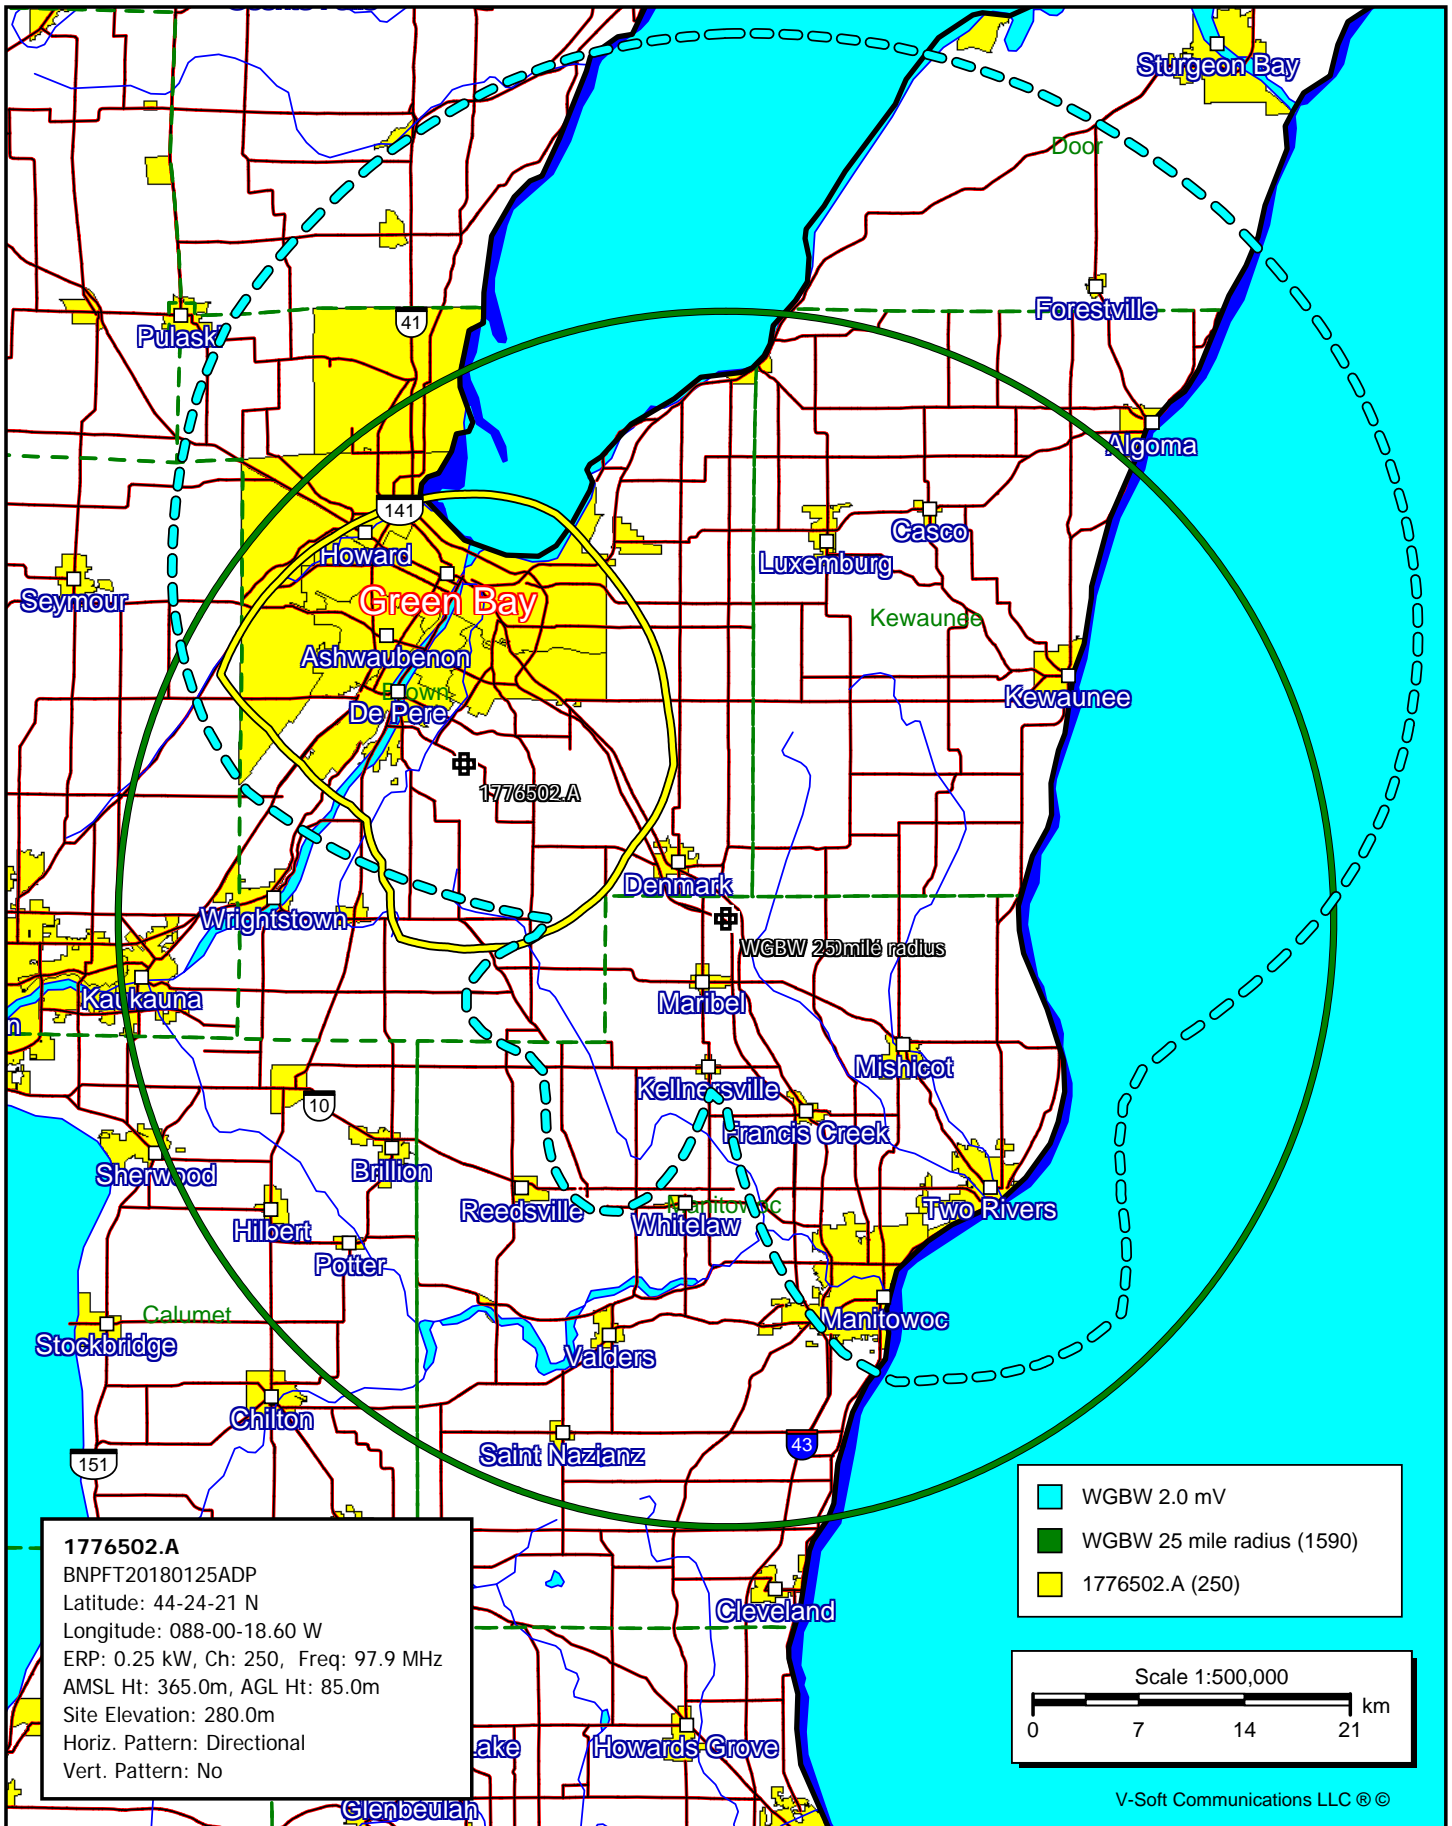 Sturgeon Bay
Door
Pulaski
41
Forestville
Algoma
141
Howard
Casco
Luxemburg
Seymour
Green Bay
Kewaunee
Ashwaubenon
Brown
De Pere
Kewaunee
1776502.A
Denmark
Wrightstown
WGBW 25 mile radius
Kaukauna
Maribel
n
Mishicot
Kellnersville
10
Francis Creek
Sherwood
Brillion
Reedsville
Manitowoc
Two Rivers
Hilbert
Whitelaw
Potter
Calumet
Manitowoc
Stockbridge
Valders
Chilton
Saint Nazianz
43
151
WGBW 2.0 mV
WGBW 25 mile radius (1590)
1776502.A (250)
1776502.A
BNPFT20180125ADP
Latitude: 44-24-21 N
Longitude: 088-00-18.60 W
ERP: 0.25 kW, Ch: 250, Freq: 97.9 MHz
AMSL Ht: 365.0m, AGL Ht: 85.0m
Site Elevation: 280.0m
Horiz. Pattern: Directional
Vert. Pattern: No
Cleveland
Scale 1:500,000
km
0 7 14 21
Lake
Howards Grove
Glenbeulah
V-Soft Communications LLC ® ©